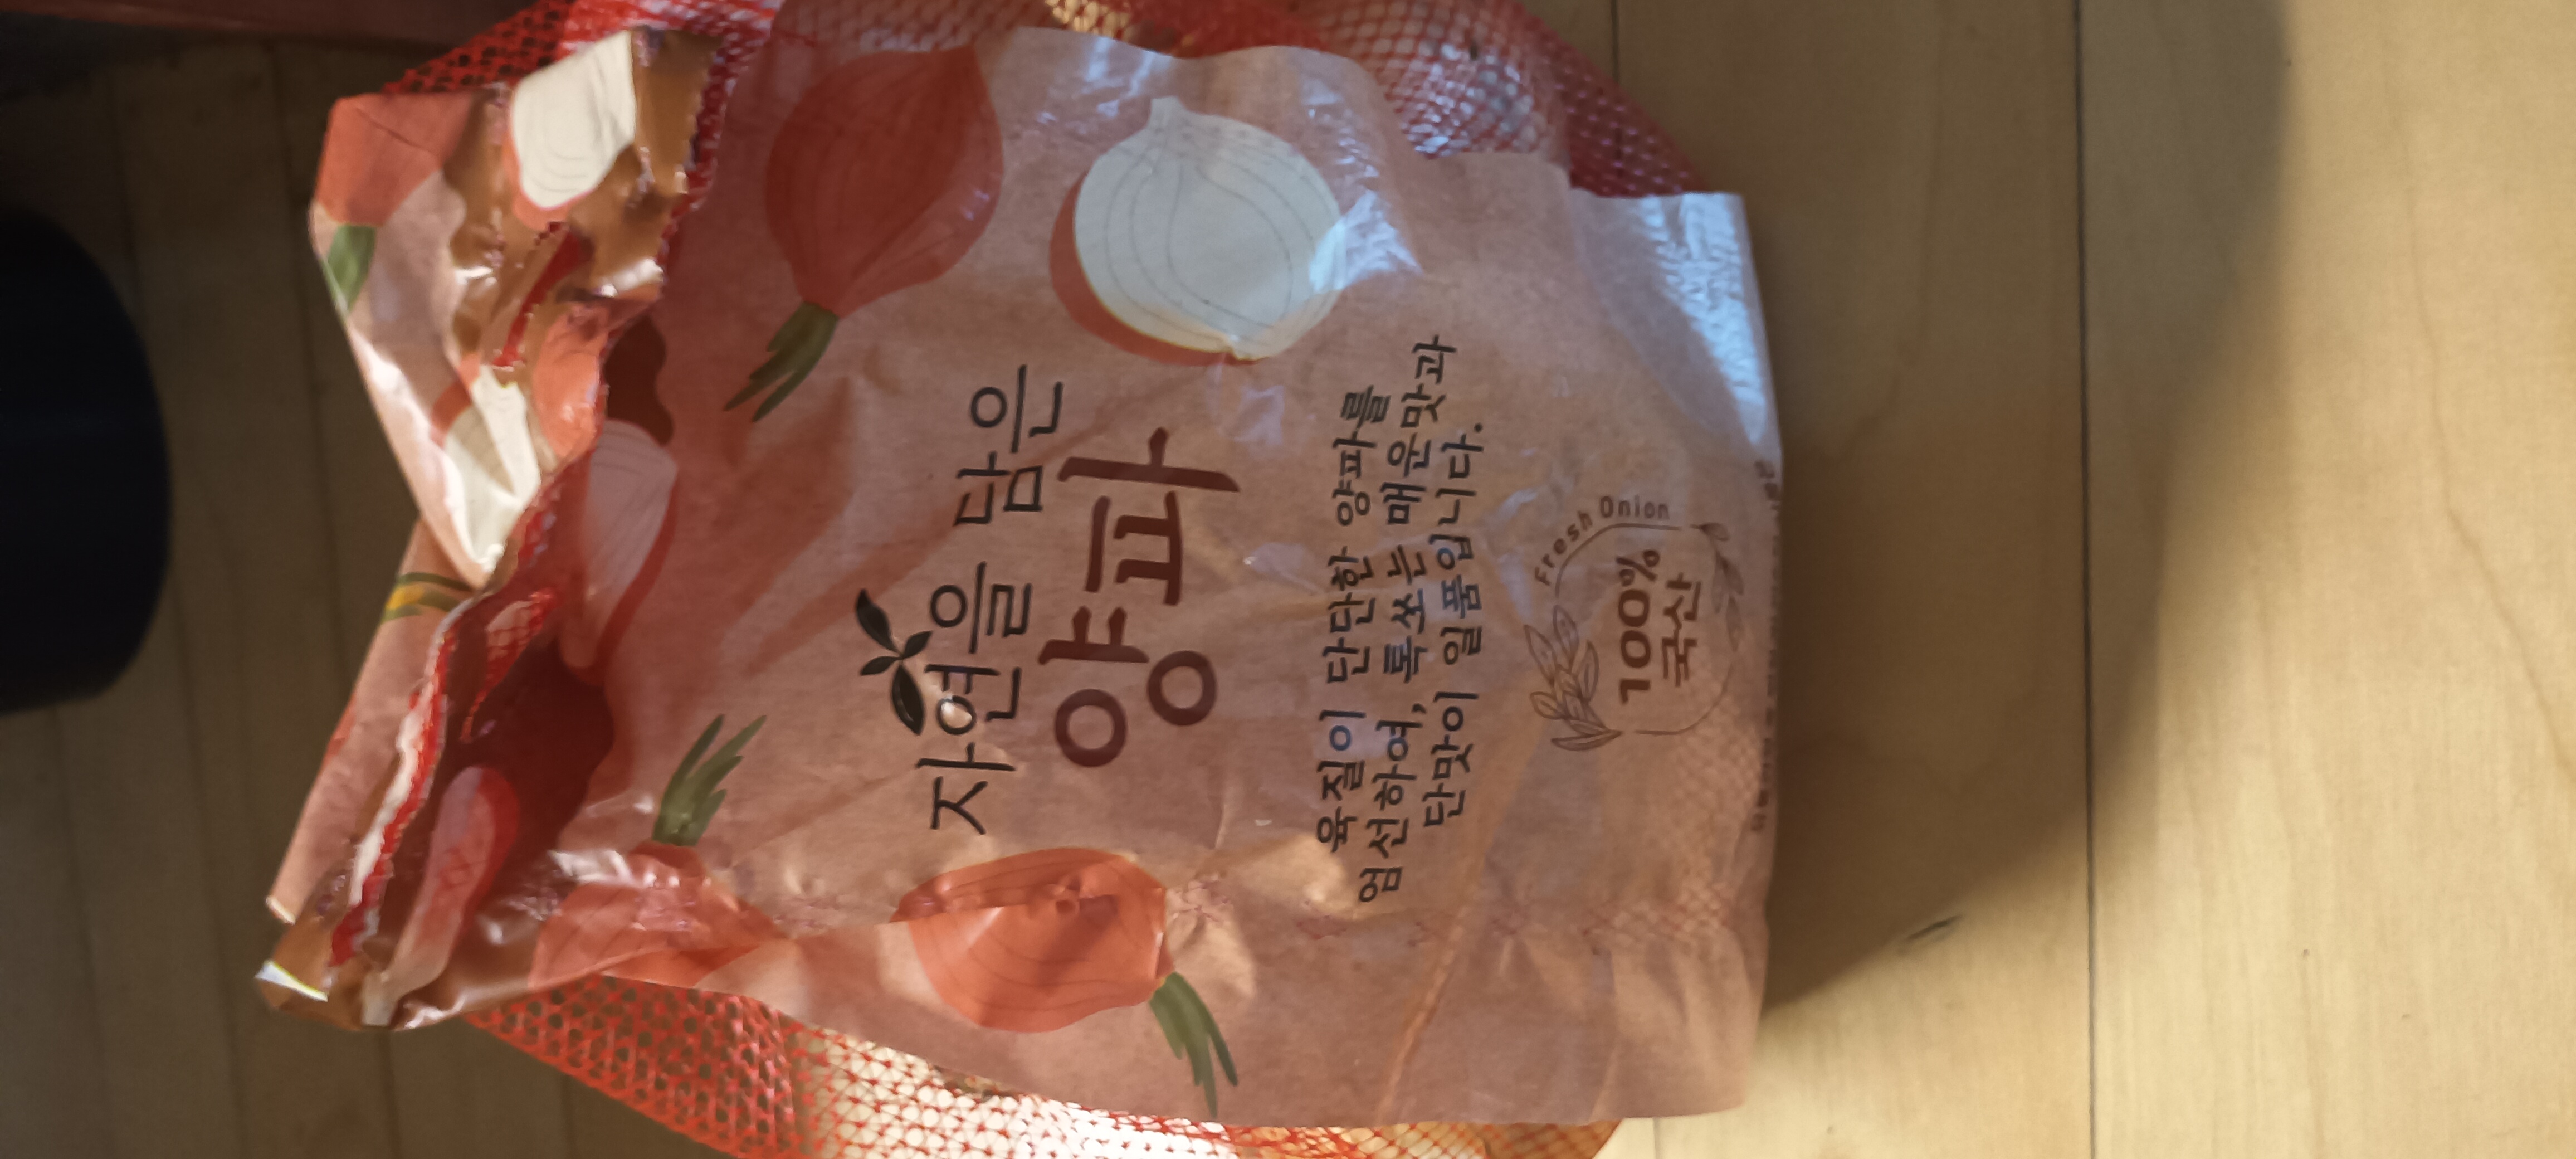 자연을 담은
양파
육질이 단단한 양파를
엄선하여, 톡쏘는 매운맛과
단맛이 일품입니다.
Fresh Onion
100%
국산